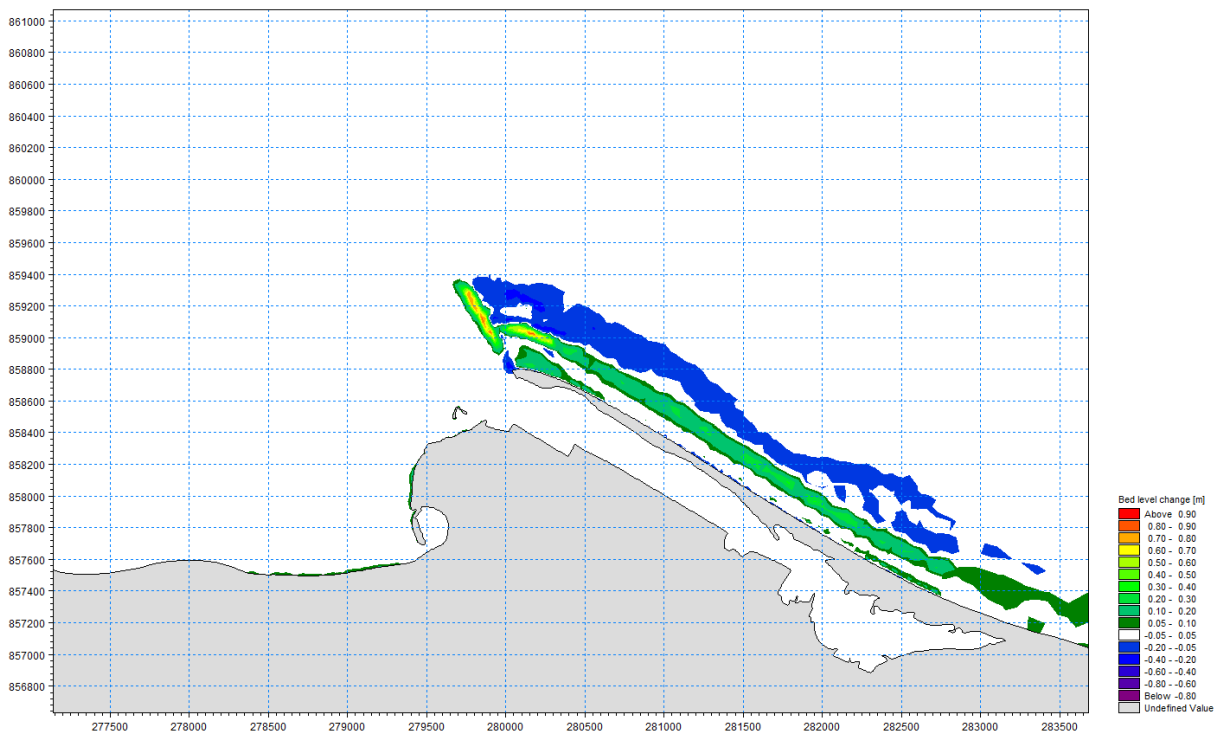 861000
860800
860600
860400
860200
860000
859800
859600
859400
859200
859000
858800
858600
858400
858200
858000
857800
857600
857400
857200
857000
856800
277500 278000 278500 279000 279500 280000 280500 281000 281500 282000 282500 283000 283500
Bed level change [m]
Above 0.90
0.80 - 0.90
0.70 - 0.80
0.60 - 0.70
0.50 - 0.60
0.40 - 0.50
0.30 - 0.40
0.20 - 0.30
0.10 - 0.20
0.05 - 0.10
-0.05 - 0.05
-0.20 - -0.05
-0.40 - -0.20
-0.60 - -0.40
-0.80 - -0.60
Below -0.80
Undefined Value